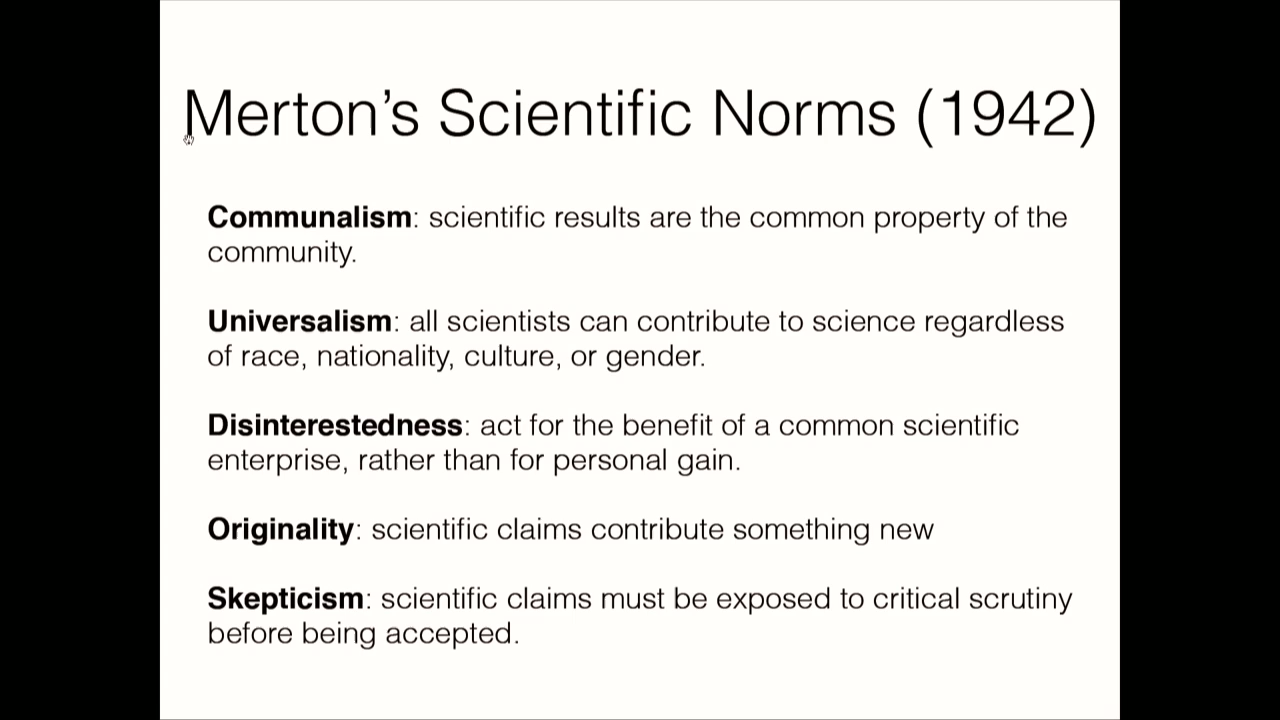 Merton’s Scientific Norms (1942)
Communalism: scientific results are the common property of the
community.
Universalism: all scientists can contribute to science regardless
of race, nationality, culture, or gender.
Disinterestedness: act for the benefit of a common scientific
enterprise, rather than for personal gain.
Originality: scientific claims contribute something new
Skepticism: scientific claims must be exposed to critical scrutiny
before being accepted.